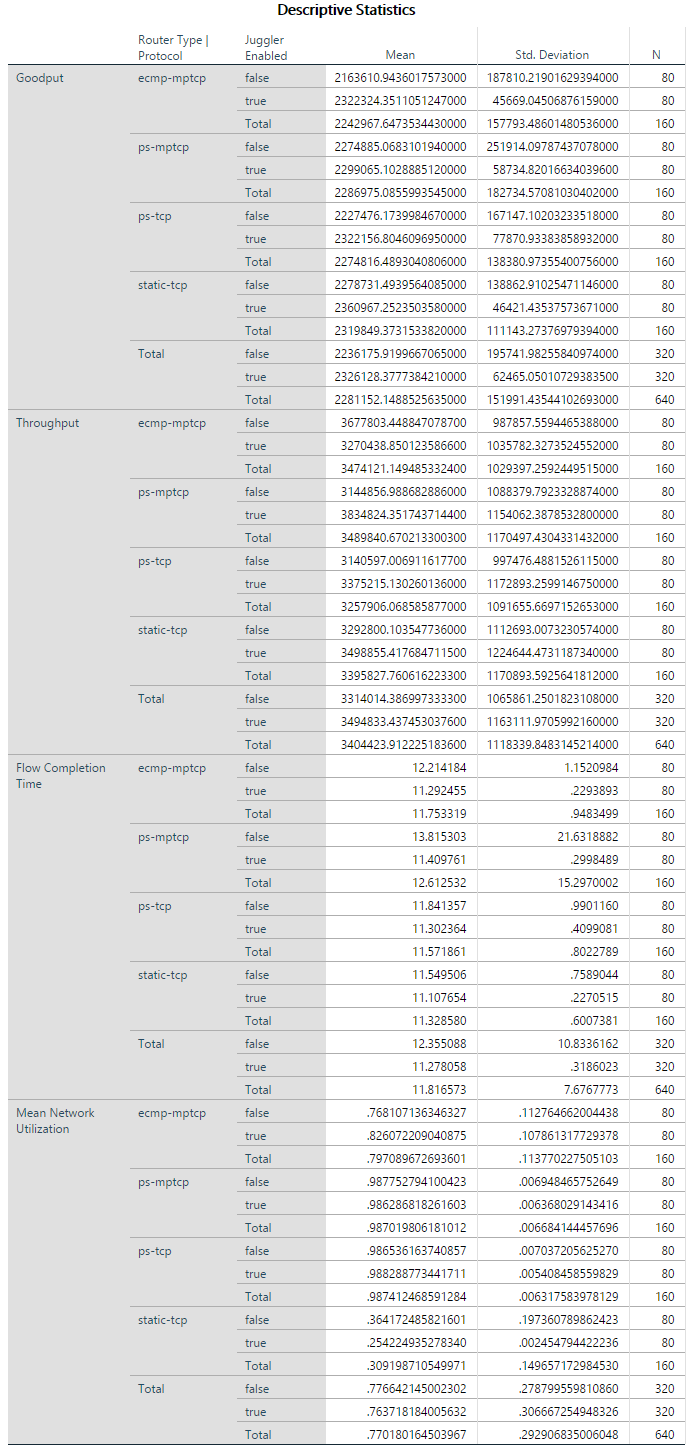 Descriptive Statistics
Router Type | Protocol Juggler Enabled Mean Std. Deviation N
Goodput ecmp-mptcp false 2163610.9436017573000 187810.21901629394000 80
true 2322324.3511051247000 45669.04506876159000 80
Total 2242967.6473534430000 157793.48601480536000 160
ps-mptcp false 2274885.0683101940000 251914.09787437078000 80
true 2299065.1028885120000 58734.82016634039600 80
Total 2286975.0855993545000 182734.57081030402000 160
ps-tcp false 2227476.1739984670000 167147.10203233518000 80
true 2322156.8046096950000 77870.93383858932000 80
Total 2274816.4893040806000 138380.97355400756000 160
static-tcp false 2278731.4939564085000 138862.91025471146000 80
true 2360967.2523503580000 46421.43537573671000 80
Total 2319849.3731533820000 111143.27376979394000 160
Total false 2236175.9199667065000 195741.98255840974000 320
true 2326128.3777384210000 62465.05010729383500 320
Total 2281152.1488525635000 151991.43544102693000 640
Throughput ecmp-mptcp false 3677803.448847078700 987857.5594465388000 80
true 3270438.850123586600 1035782.3273524552000 80
Total 3474121.149485332400 1029397.2592449515000 160
ps-mptcp false 3144856.988682886000 1088379.7923328874000 80
true 3834824.351743714400 1154062.3878532800000 80
Total 3489840.670213300300 1170497.4304331432000 160
ps-tcp false 3140597.006911617700 997476.4881526115000 80
true 3375215.130260136000 1172893.2599146750000 80
Total 3257906.068585877000 1091655.6697152653000 160
static-tcp false 3292800.103547736000 1112693.0073230574000 80
true 3498855.417684711500 1224644.4731187340000 80
Total 3395827.760616223300 1170893.5925641812000 160
Total false 3314014.386997333300 1065861.2501823108000 320
true 3494833.437453037600 1163111.9705992160000 320
Total 3404423.912225183600 1118339.8483145214000 640
Flow Completion Time ecmp-mptcp false 12.214184 1.1520984 80
true 11.292455 .2293893 80
Total 11.753319 .9483499 160
ps-mptcp false 13.815303 21.6318882 80
true 11.409761 .2998489 80
Total 12.612532 15.2970002 160
ps-tcp false 11.841357 .9901160 80
true 11.302364 .4099081 80
Total 11.571861 .8022789 160
static-tcp false 11.549506 .7589044 80
true 11.107654 .2270515 80
Total 11.328580 .6007381 160
Total false 12.355088 10.8336162 320
true 11.278058 .3186023 320
Total 11.816573 7.6767773 640
Mean Network Utilization ecmp-mptcp false .768107136346327 .112764662004438 80
true .826072209040875 .107861317729378 80
Total .797089672693601 .113770227505103 160
ps-mptcp false .987752794100423 .006948465752649 80
true .986286818261603 .006368029143416 80
Total .987019806181012 .006684144457696 160
ps-tcp false .986536163740857 .007037205625270 80
true .988288773441711 .005408458559829 80
Total .987412468591284 .006317583978129 160
static-tcp false .364172485821601 .197360789862423 80
true .254224935278340 .002454794422236 80
Total .309198710549971 .149657172984530 160
Total false .776642145002302 .278799559810860 320
true .763718184005632 .306667254948326 320
Total .770180164503967 .292906835006048 640